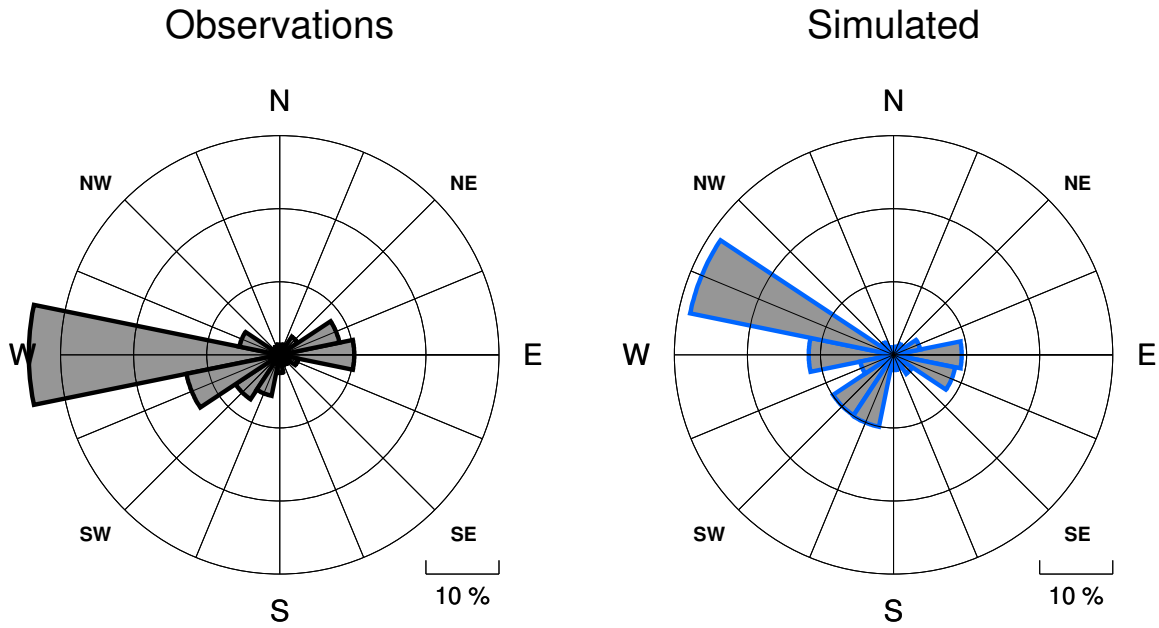 Observations
N
NW
NE
W
E
SW
SE
10 %
S
Simulated
N
NW
NE
W
E
SW
SE
10 %
S